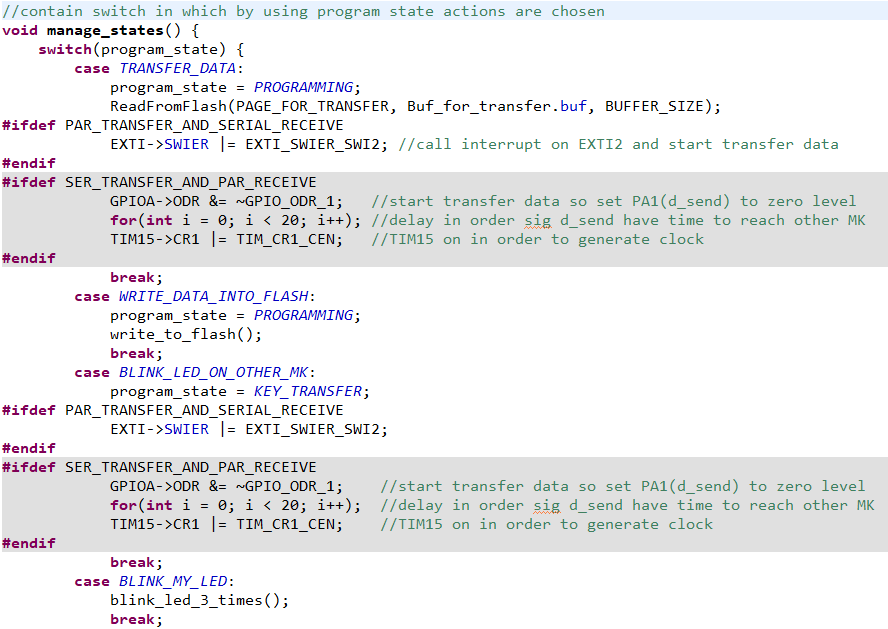 //contain switch in which by using program state actions are chosen
void manage_states() {
    switch(program_state) {
        case TRANSFER_DATA:
            program_state = PROGRAMMING;
            ReadFromFlash(PAGE_FOR_TRANSFER, Buf_for_transfer.buf, BUFFER_SIZE);
#ifdef PAR_TRANSFER_AND_SERIAL_RECEIVE
            EXTI->SWIER |= EXTI_SWIER_SWI2; //call interrupt on EXTI2 and start transfer data
#endif
#ifdef SER_TRANSFER_AND_PAR_RECEIVE
            GPIOA->ODR &= ~GPIO_ODR_1;   //start transfer data so set PA1(d_send) to zero level
            for(int i = 0; i < 20; i++); //delay in order sig d_send have time to reach other MK
            TIM15->CR1 |= TIM_CR1_CEN;   //TIM15 on in order to generate clock
#endif
            break;
        case WRITE_DATA_INTO_FLASH:
            program_state = PROGRAMMING;
            write_to_flash();
            break;
        case BLINK_LED_ON_OTHER_MK:
            program_state = KEY_TRANSFER;
#ifdef PAR_TRANSFER_AND_SERIAL_RECEIVE
            EXTI->SWIER |= EXTI_SWIER_SWI2;
#endif
#ifdef SER_TRANSFER_AND_PAR_RECEIVE
            GPIOA->ODR &= ~GPIO_ODR_1;    //start transfer data so set PA1(d_send) to zero level
            for(int i = 0; i < 20; i++);  //delay in order sig d_send have time to reach other MK
            TIM15->CR1 |= TIM_CR1_CEN;    //TIM15 on in order to generate clock
#endif
            break;
        case BLINK_MY_LED:
            blink_led_3_times();
            break;